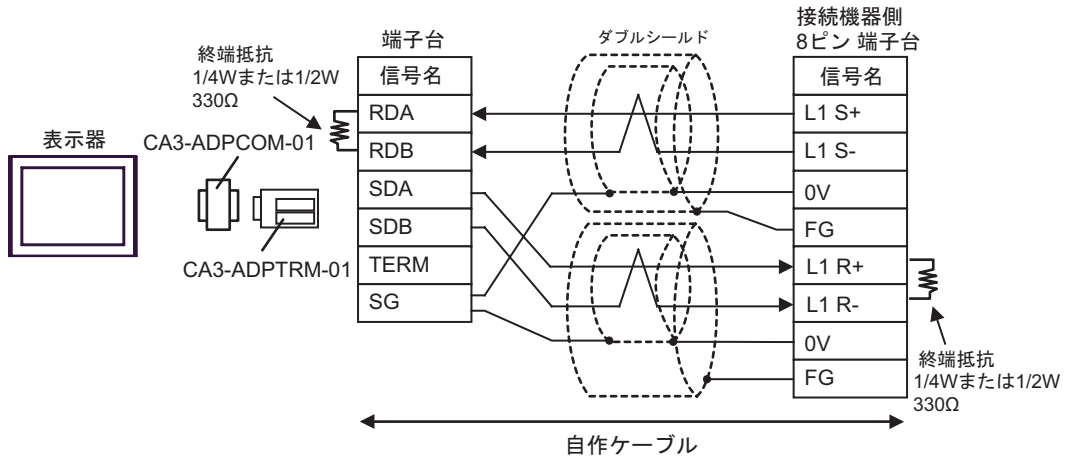 接続機器側
8ピン 端子台
端子台
ダブルシールド
終端抵抗
1/4Wまたは1/2W
330Ω
信号名
信号名
RDA
L1 S+
表示器
CA3-ADPCOM-01
RDB
L1 S-
SDA
0V
SDB
FG
CA3-ADPTRM-01
TERM
L1 R+
SG
L1 R-
0V
FG
終端抵抗
1/4Wまたは1/2W
330Ω
自作ケーブル